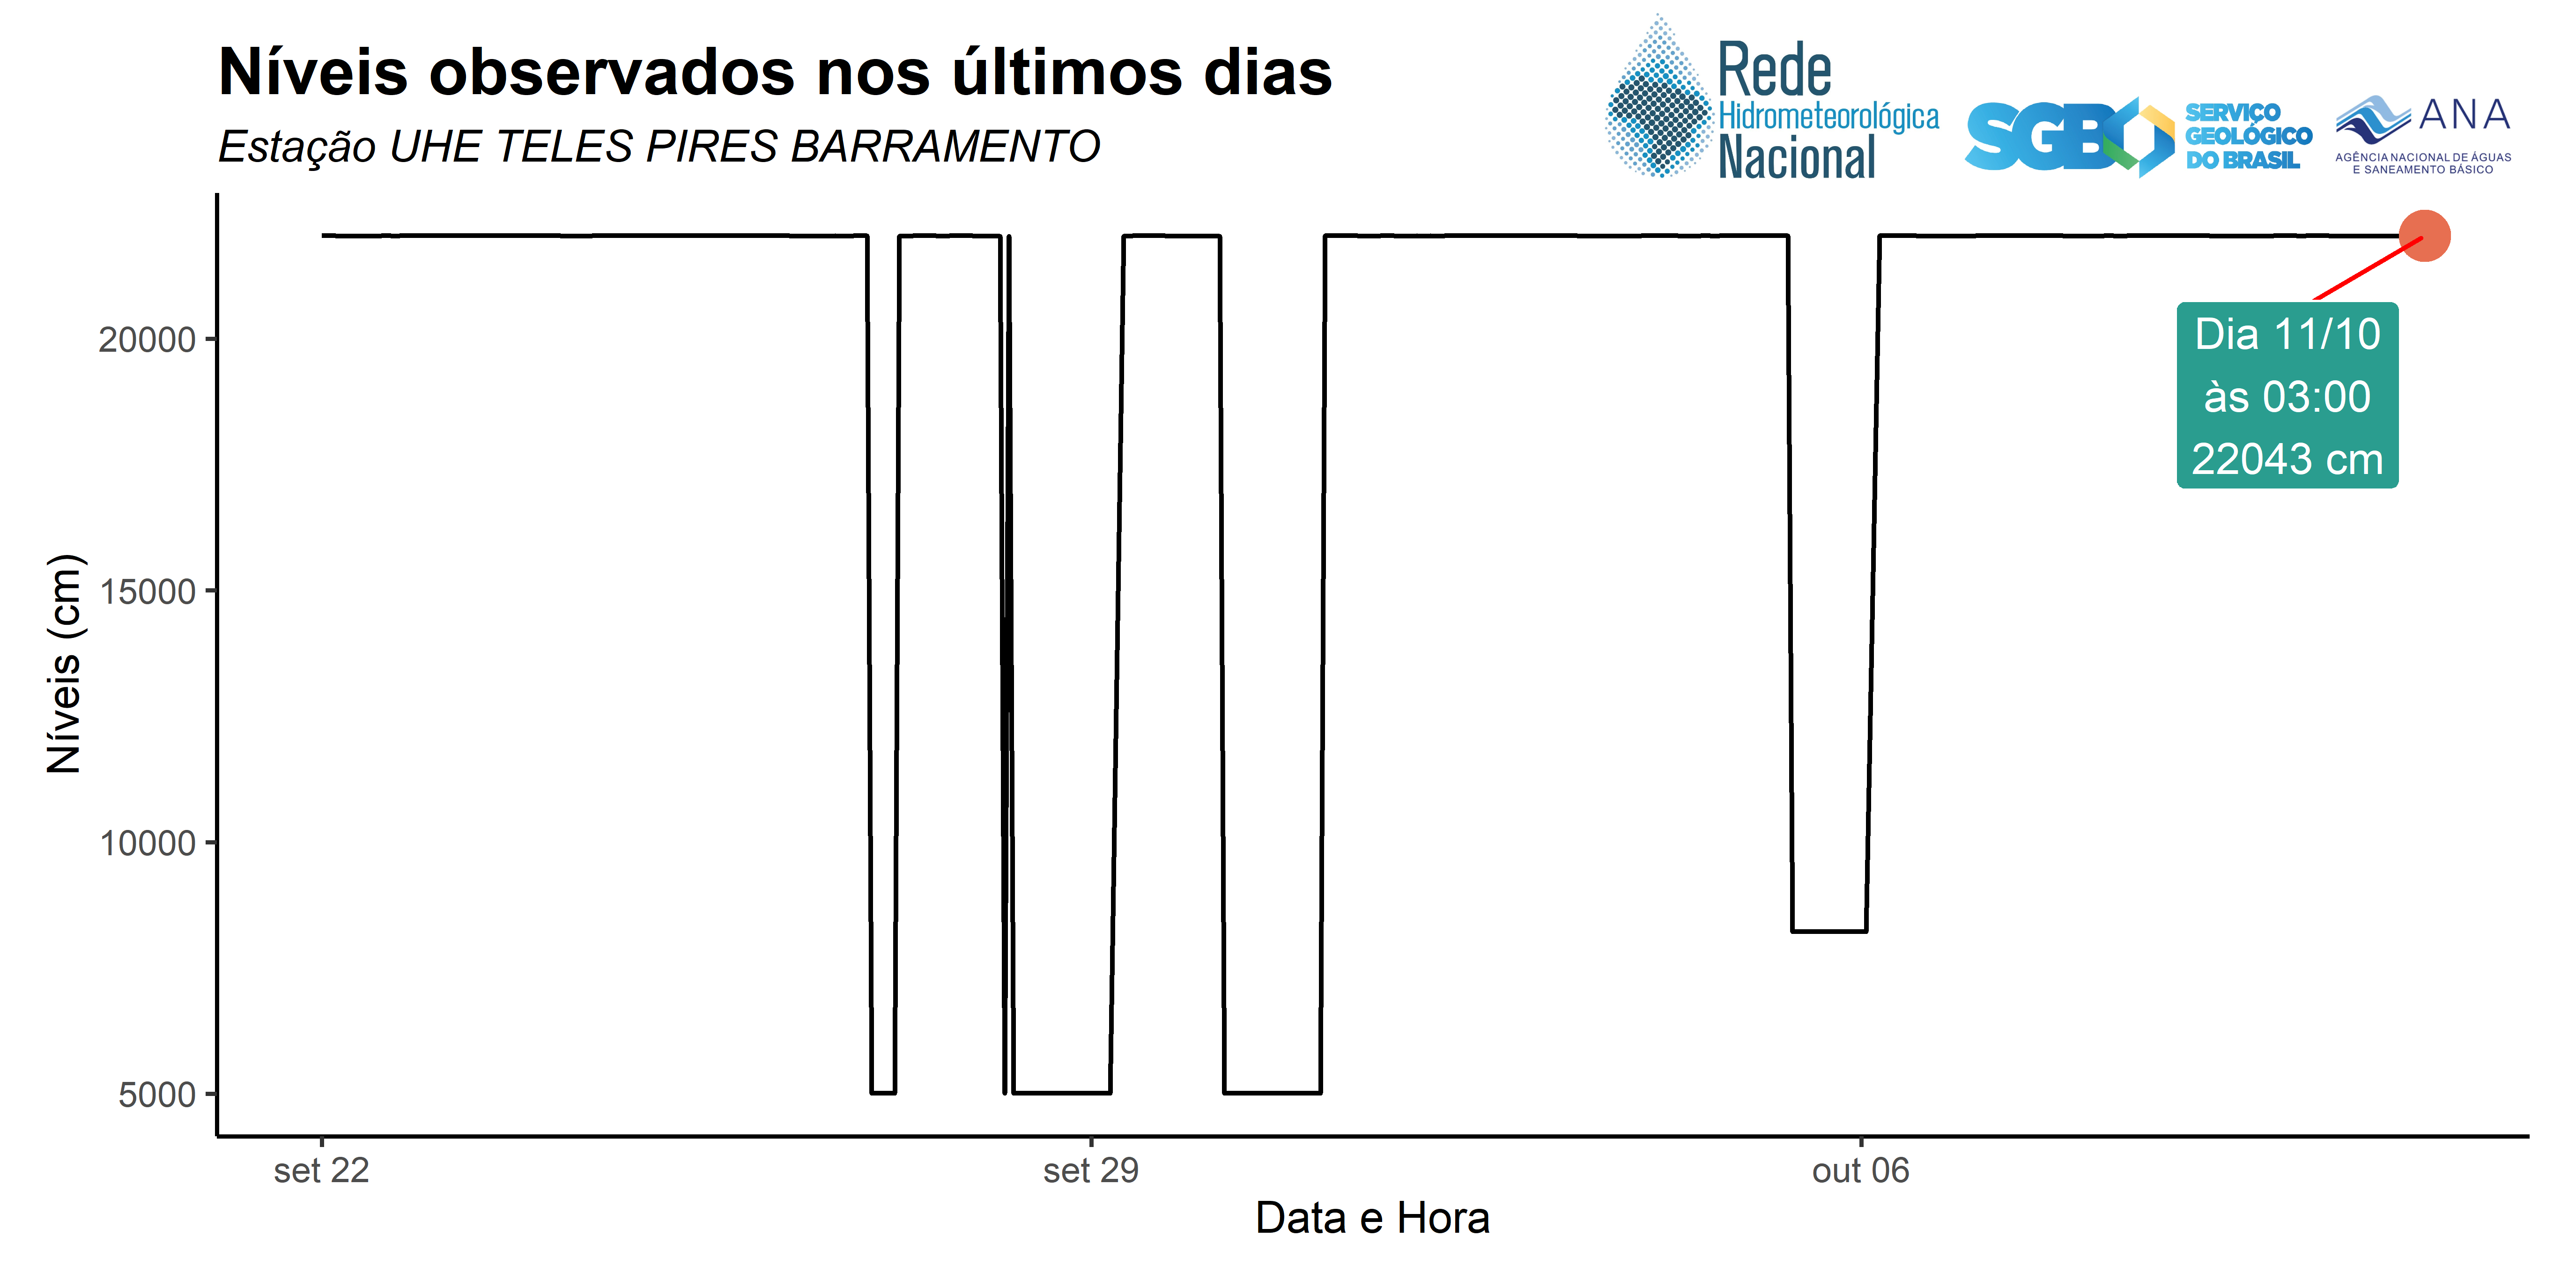 Níveis observados nos últimos dias
Estação UHE TELES PIRES BARRAMENTO
Rede
Hidrometeorológica
Nacional
SGB
SERVIÇO
GEOLÓGICO
DO BRASIL
ANA
AGÊNCIA NACIONAL DE ÁGUAS
E SANEAMENTO BÁSICO
Níveis (cm)
20000
15000
10000
5000
Dia 11/10
às 03:00
22043 cm
set 22
set 29
out 06
Data e Hora